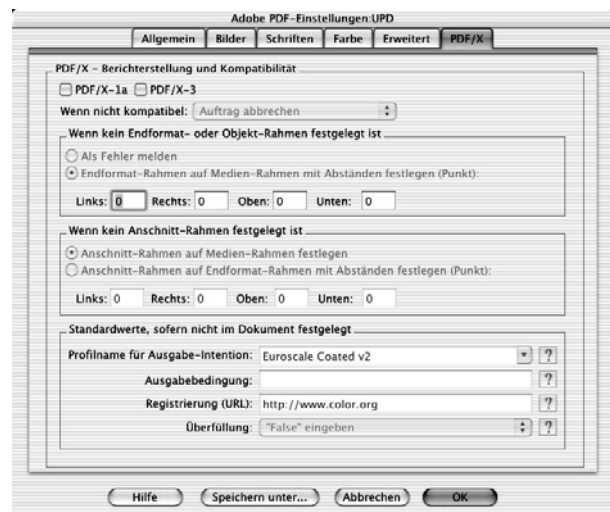 Adobe PDF-Einstellungen:UPD
Allgemein Bilder Schriften Farbe Erweitert PDF/X
PDF/X – Berichterstellung und Kompatibilität
PDF/X-1a PDF/X-3
Wenn nicht kompatibel: Auftrag abbrechen
Wenn kein Endformat- oder Objekt-Rahmen festgelegt ist
Als Fehler melden
Endformat-Rahmen auf Medien-Rahmen mit Abständen festlegen (Punkt):
Links: 0 Rechts: 0 Oben: 0 Unten: 0
Wenn kein Anschnitt-Rahmen festgelegt ist
Anschnitt-Rahmen auf Medien-Rahmen festlegen
Anschnitt-Rahmen auf Endformat-Rahmen mit Abständen festlegen (Punkt):
Links: 0 Rechts: 0 Oben: 0 Unten: 0
Standardwerte, sofern nicht im Dokument festgelegt
Profilname für Ausgabe-Intention: Euroscale Coated v2 ?
Ausgabebedingung: ?
Registrierung (URL): http://www.color.org ?
Überfüllung: "False" eingeben ?
Hilfe Speichern unter... Abbrechen OK